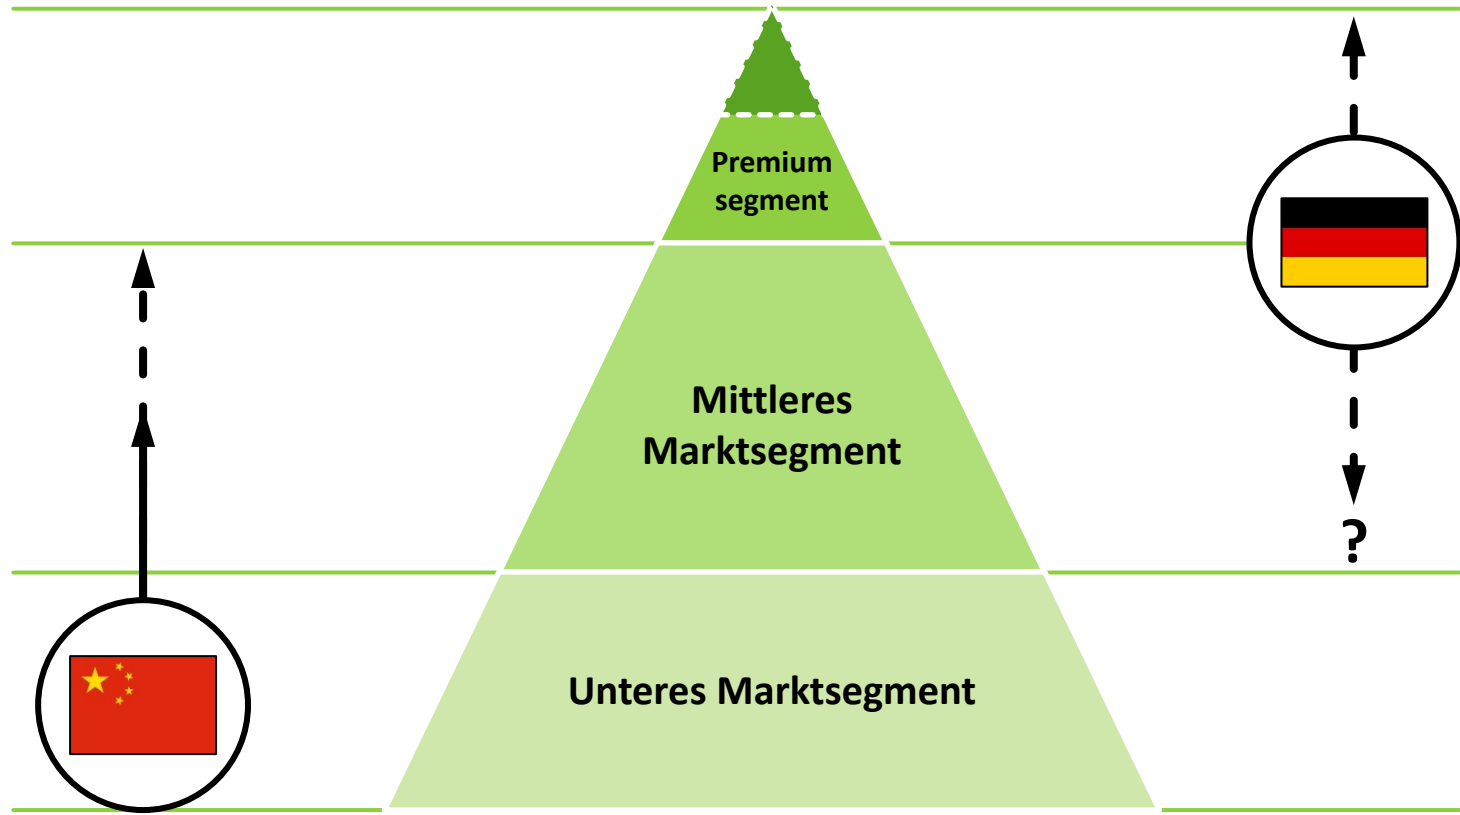 Premium
segment
Mittleres
Marktsegment
?
Unteres Marktsegment